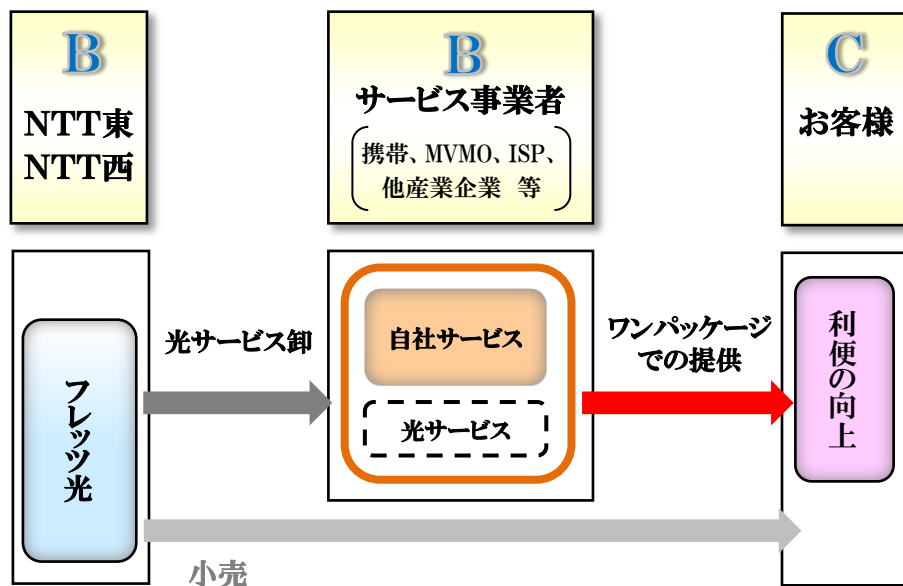 B
NTT東
NTT西
B
サービス事業者
携帯、MVMO、ISP、
他産業企業 等
C
お客様
フレッツ光
光サービス卸
自社サービス
光サービス
ワンパッケージ
での提供
利便の向上
小売